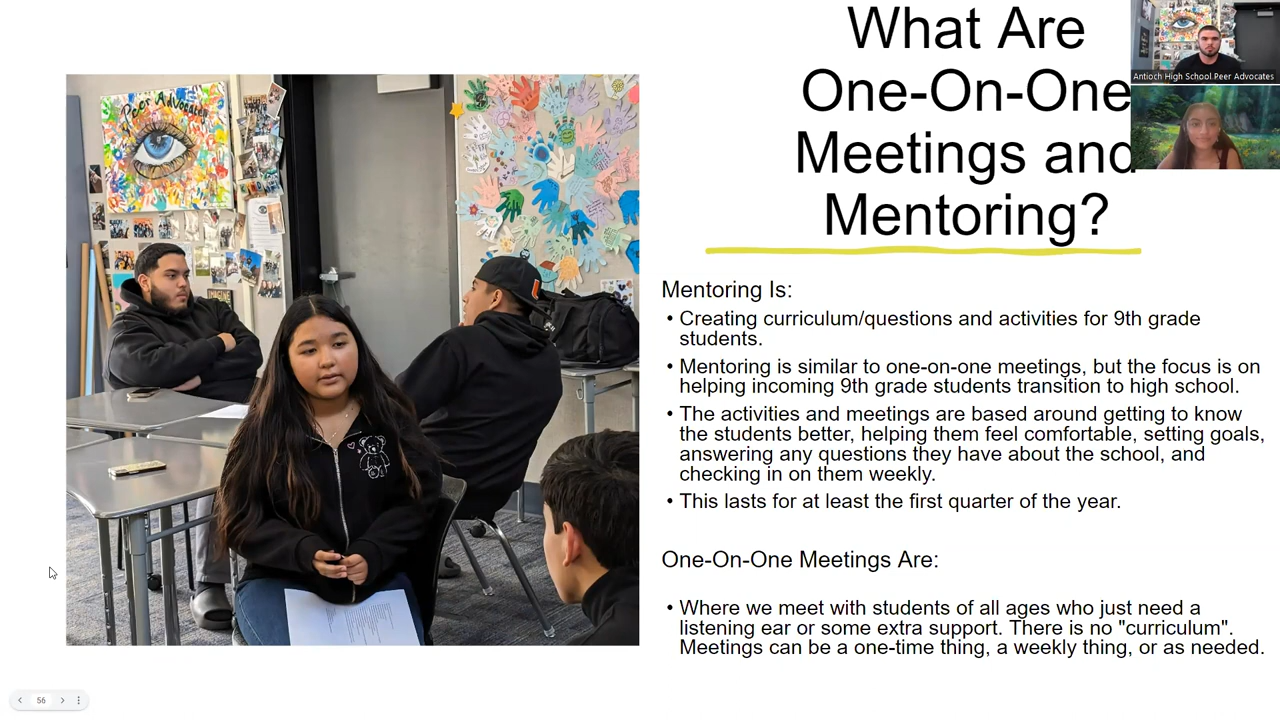 What Are
One-On-One
Meetings and
Mentoring?
Antioch High School Peer Advocates
Peer Advocates
IMAGINE
Mentoring Is:
• Creating curriculum/questions and activities for 9th grade
students.
• Mentoring is similar to one-on-one meetings, but the focus is on
helping incoming 9th grade students transition to high school.
• The activities and meetings are based around getting to know
the students better, helping them feel comfortable, setting goals,
answering any questions they have about the school, and
checking in on them weekly.
• This lasts for at least the first quarter of the year.
One-On-One Meetings Are:
• Where we meet with students of all ages who just need a
listening ear or some extra support. There is no "curriculum".
Meetings can be a one-time thing, a weekly thing, or as needed.
56